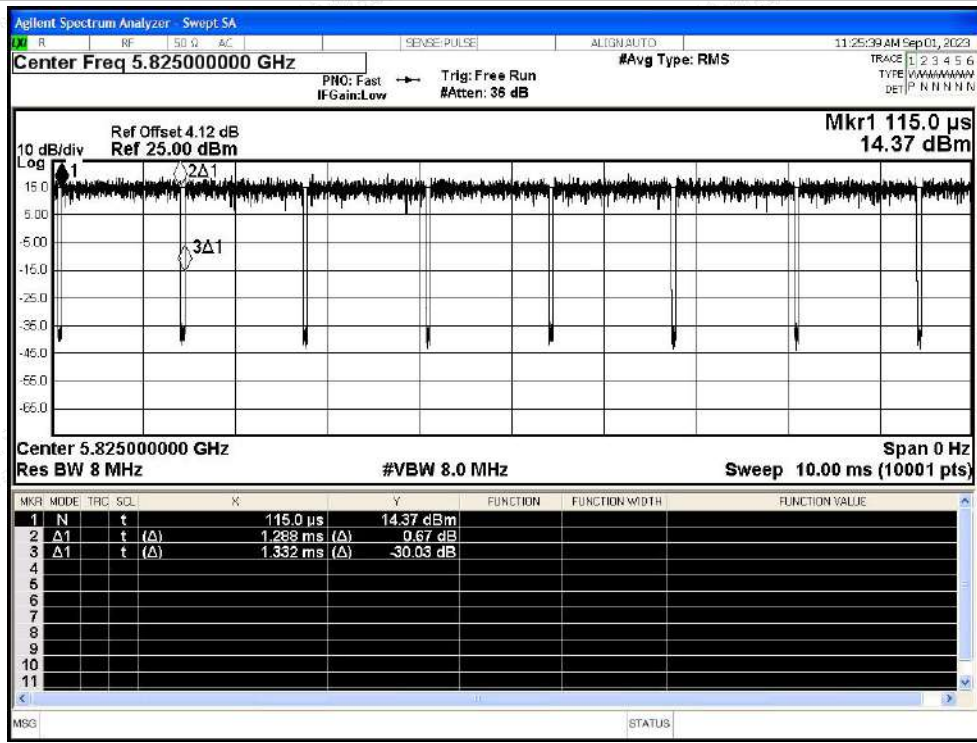 Agilent Spectrum Analyzer - Swept SA
LXI R RF 50 Ω AC SENSE:PULSE ALIGN AUTO 11:25:39 AM Sep 01, 2023
Center Freq 5.825000000 GHz #Avg Type: RMS TRACE 1 2 3 4 5 6
PNO: Fast Trig: Free Run TYPE
IFGain:Low #Atten: 36 dB DET P N N N N N
Mkr1 115.0 µs
Ref Offset 4.12 dB
10 dB/div Ref 25.00 dBm 14.37 dBm
Log
1 2Δ1
15.0
5.00
-5.00
3Δ1
-15.0
-25.0
-35.0
-45.0
-55.0
-65.0
Center 5.825000000 GHz Span 0 Hz
Res BW 8 MHz #VBW 8.0 MHz Sweep 10.00 ms (10001 pts)
MKR MODE TRC SCL X Y FUNCTION FUNCTION WIDTH FUNCTION VALUE
1 N t 115.0 µs 14.37 dBm
2 Δ1 t (Δ) 1.288 ms (Δ) 0.67 dB
3 Δ1 t (Δ) 1.332 ms (Δ) -30.03 dB
4
5
6
7
8
9
10
11
MSG STATUS